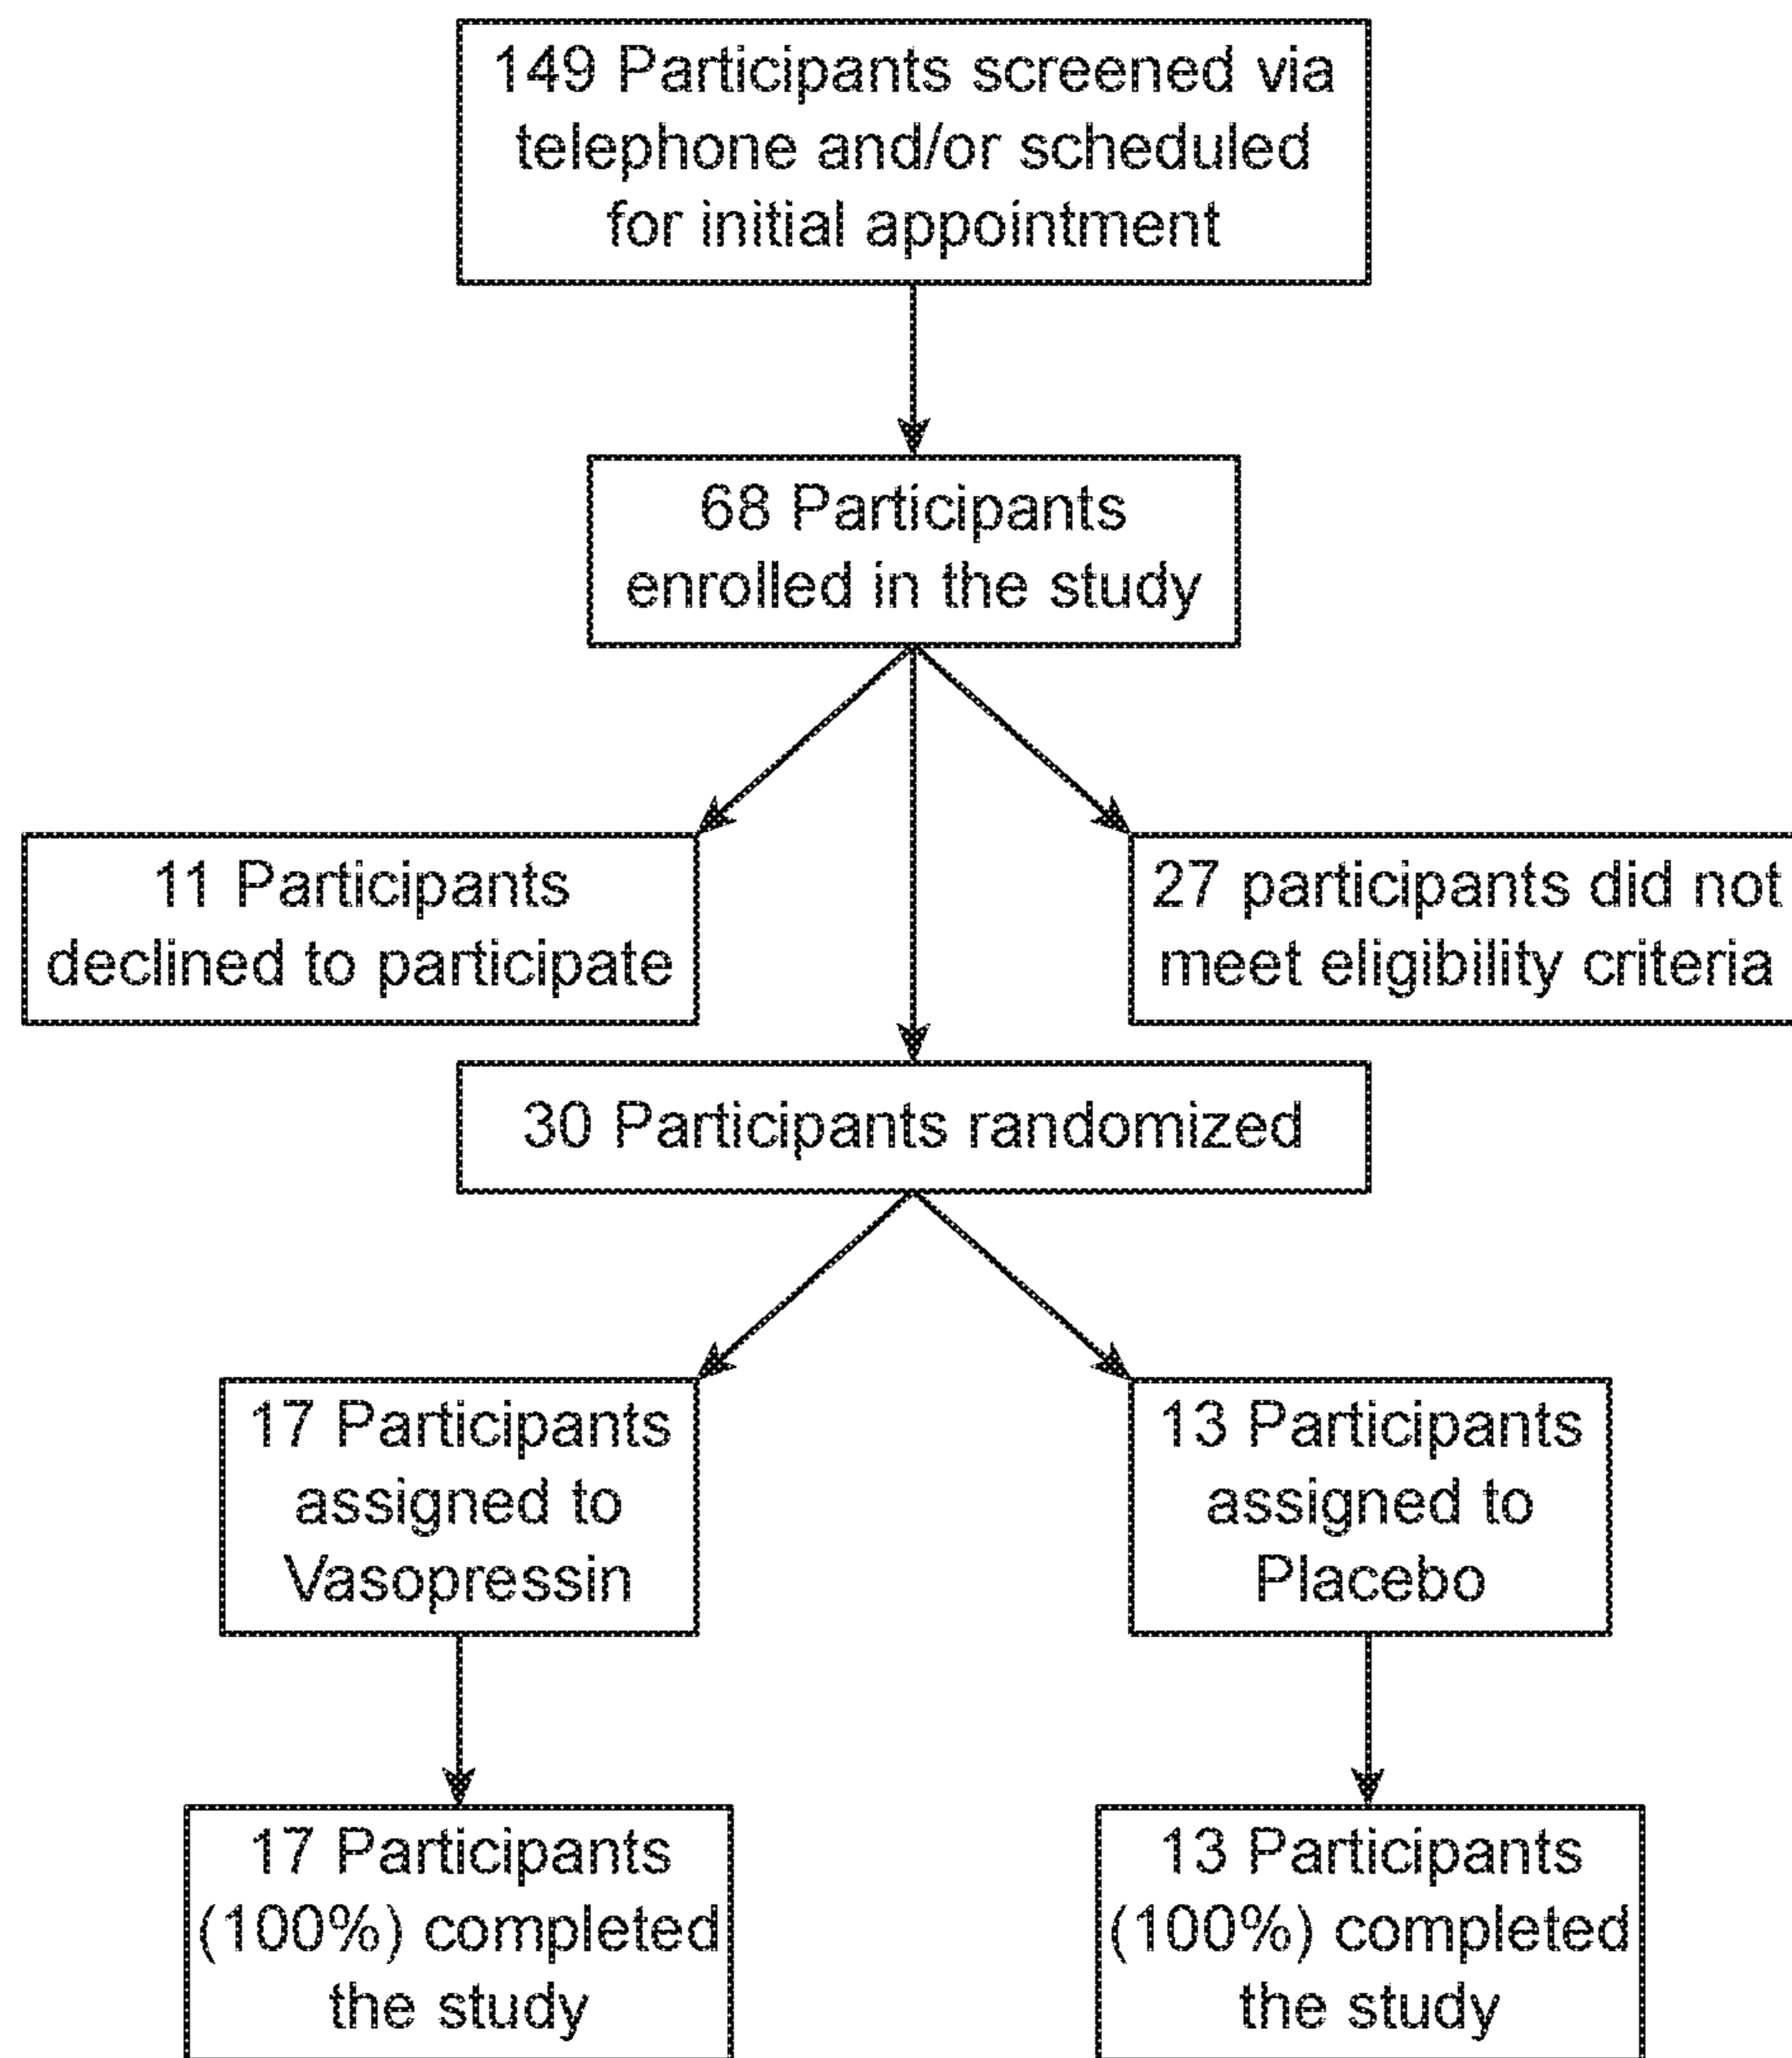 149 Participants screened via
telephone and/or scheduled
for initial appointment
68 Participants
enrolled in the study
11 Participants
declined to participate
27 participants did not
meet eligibility criteria
30 Participants randomized
17 Participants
assigned to
Vasopressin
13 Participants
assigned to
Placebo
17 Participants
(100%) completed
the study
13 Participants
(100%) completed
the study